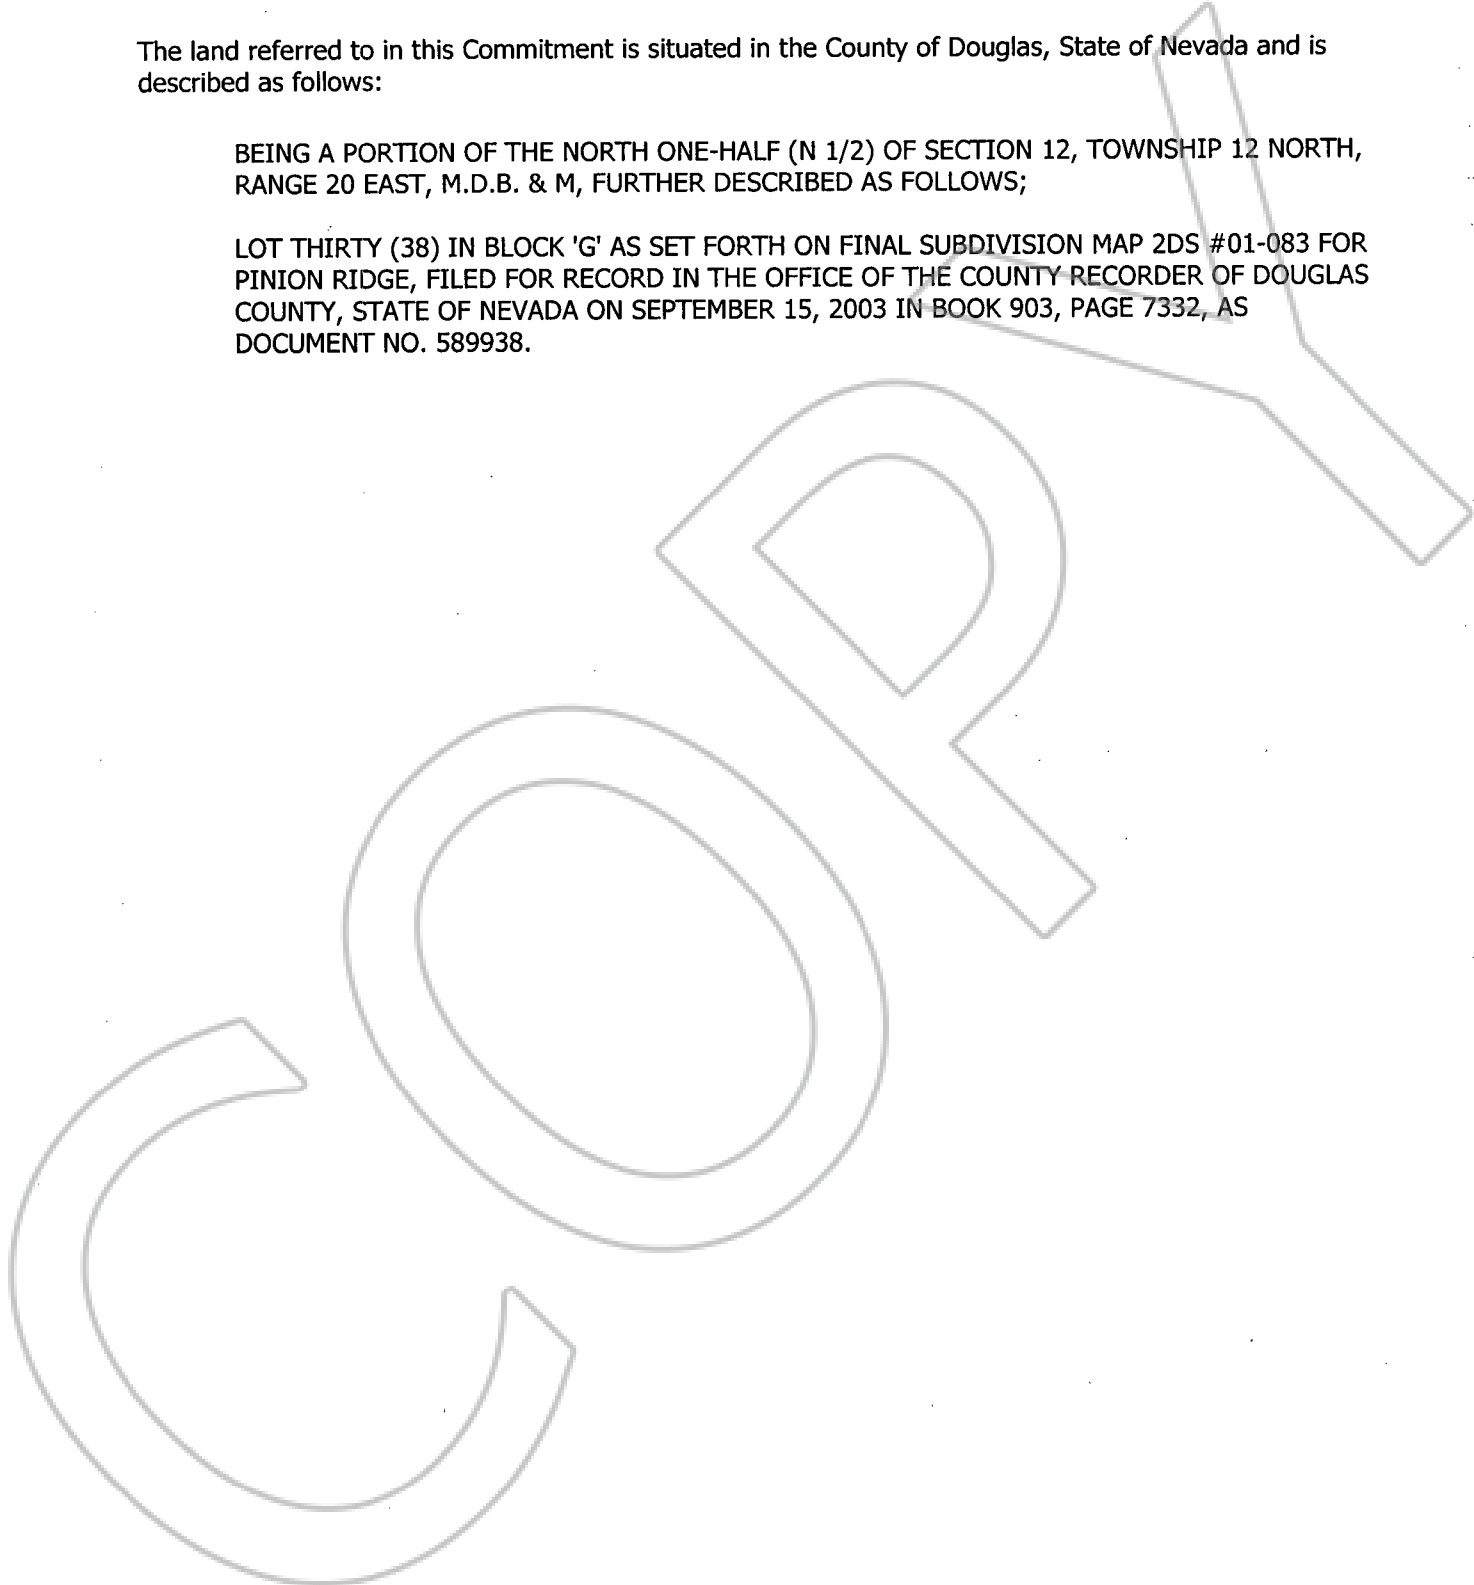 The land referred to in this Commitment is situated in the County of Douglas, State of Nevada and is
described as follows:
BEING A PORTION OF THE NORTH ONE-HALF (N 1/2) OF SECTION 12, TOWNSHIP 12 NORTH,
RANGE 20 EAST, M.D.B. & M, FURTHER DESCRIBED AS FOLLOWS;
LOT THIRTY (38) IN BLOCK 'G' AS SET FORTH ON FINAL SUBDIVISION MAP 2DS #01-083 FOR
PINION RIDGE, FILED FOR RECORD IN THE OFFICE OF THE COUNTY RECORDER OF DOUGLAS
COUNTY, STATE OF NEVADA ON SEPTEMBER 15, 2003 IN BOOK 903, PAGE 7332, AS
DOCUMENT NO. 589938.
COPY